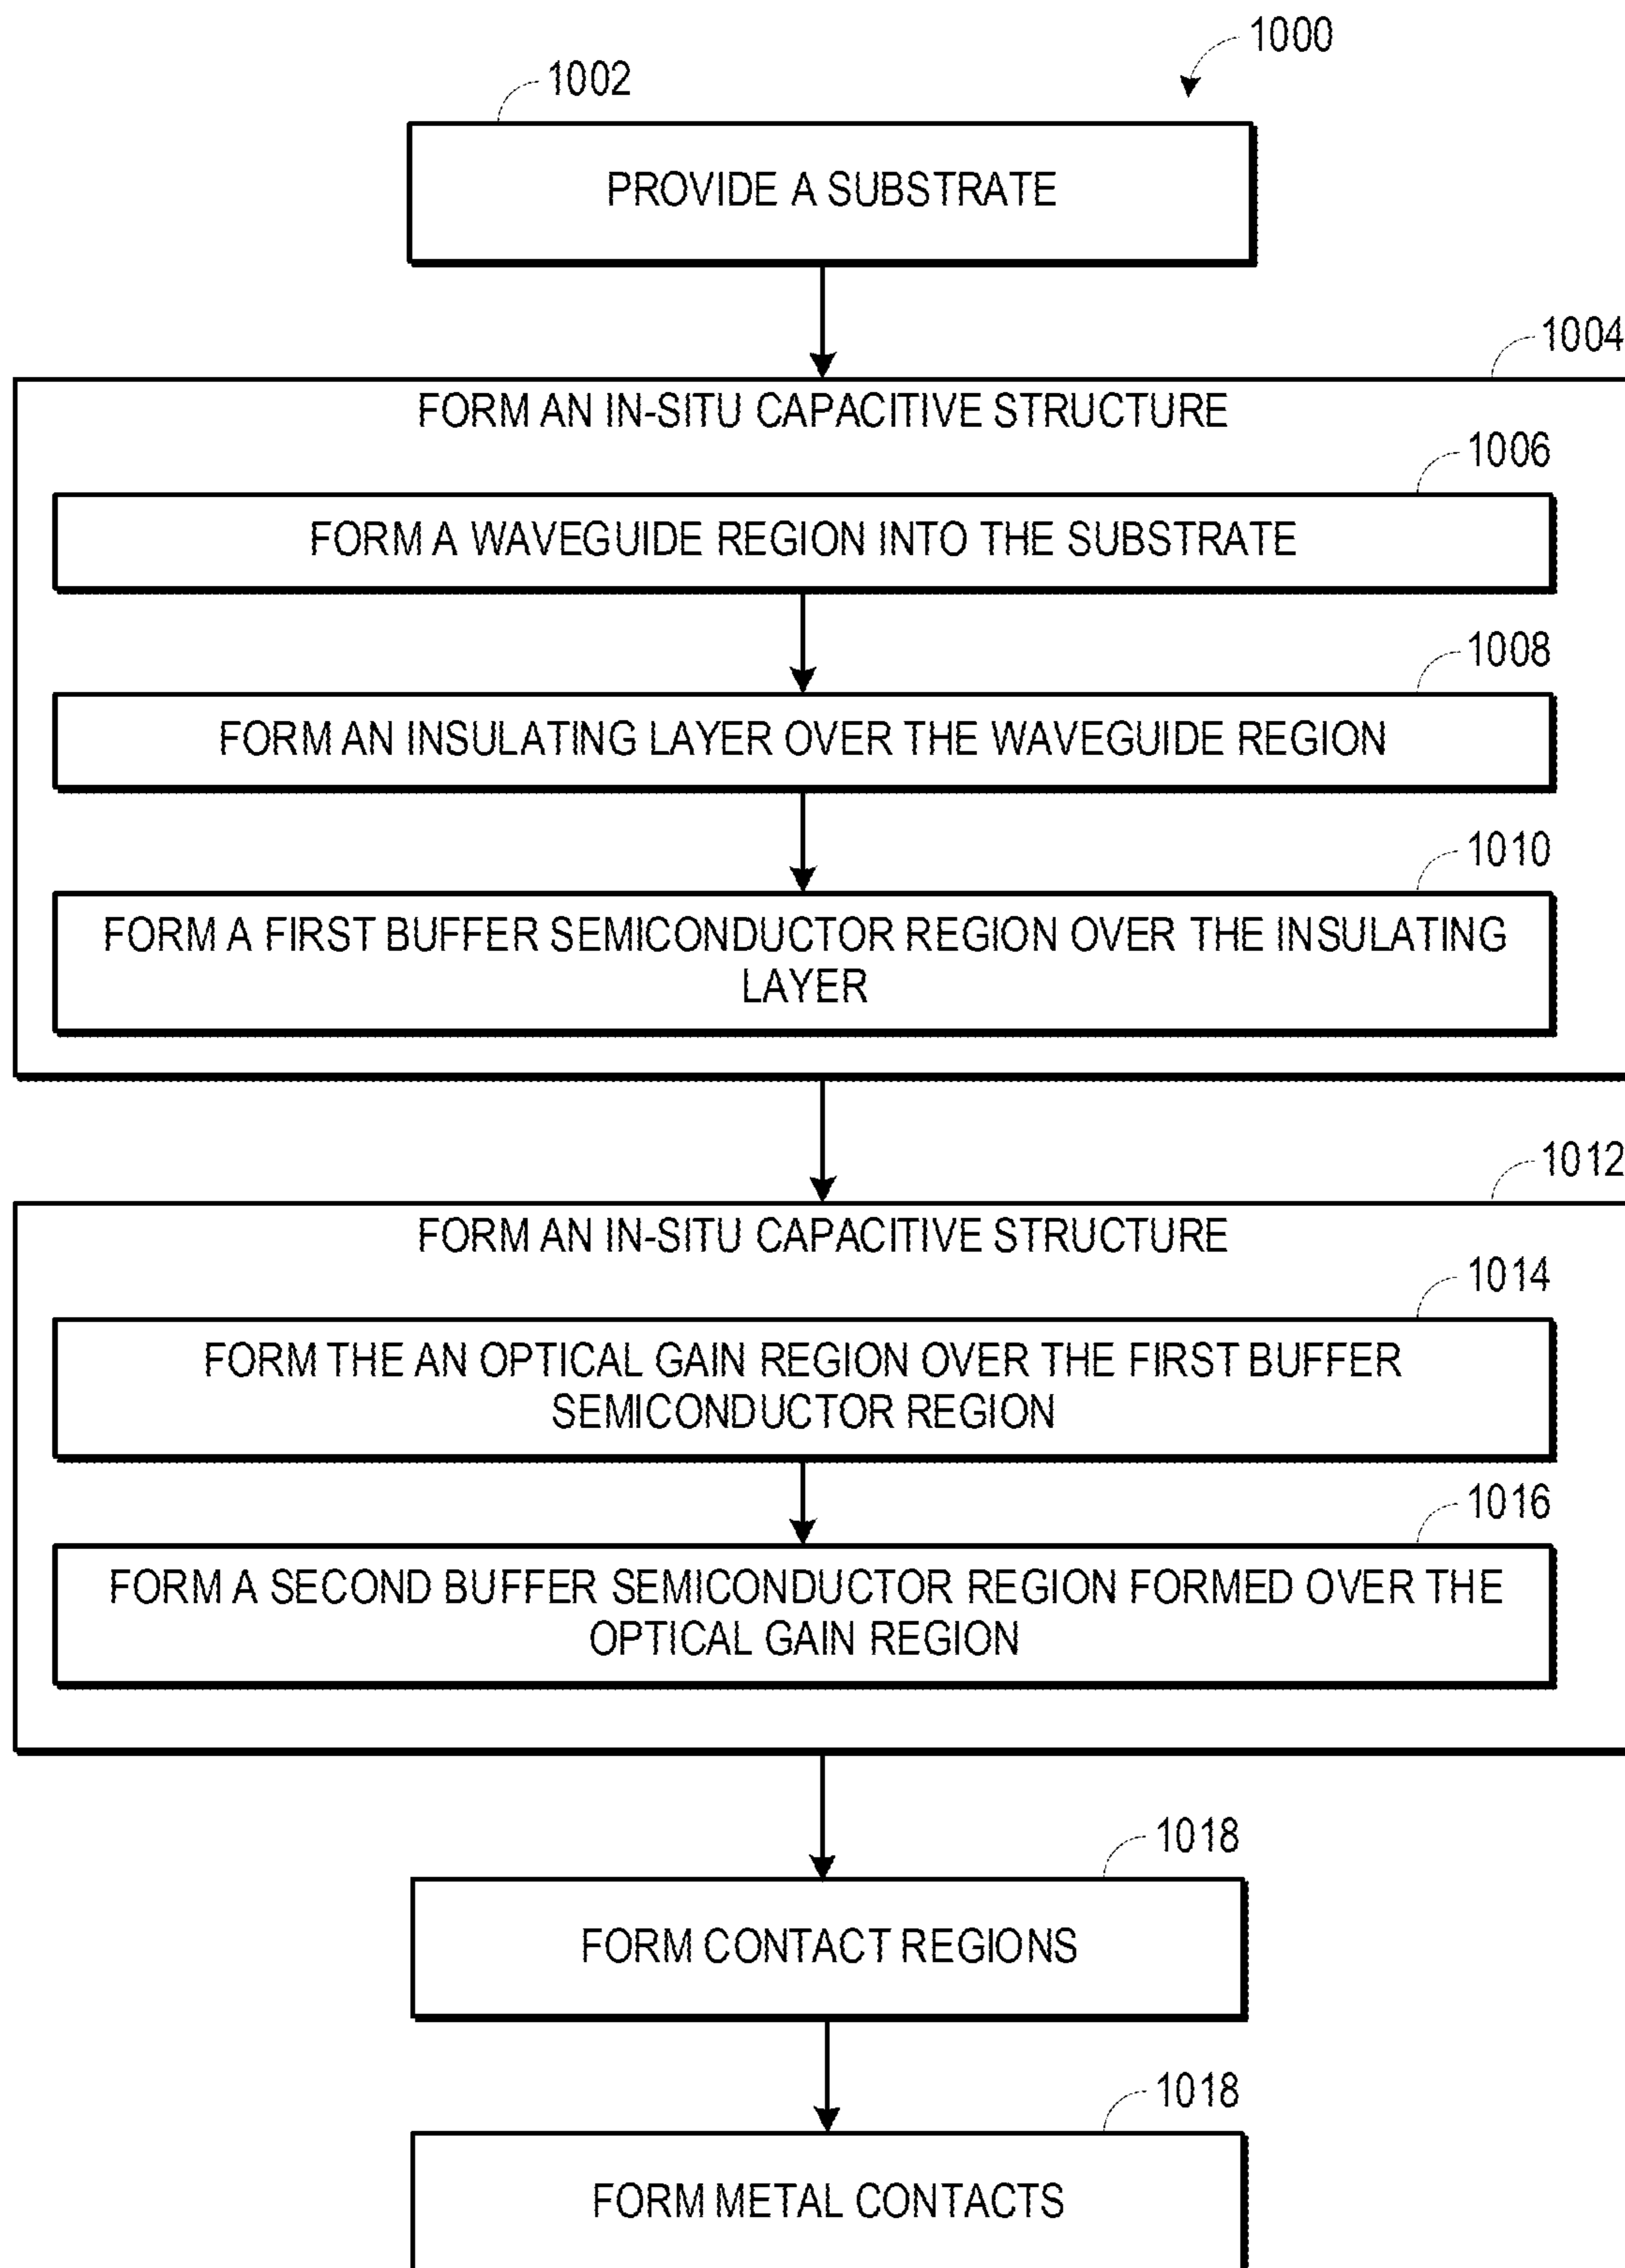 1000
1002
PROVIDE A SUBSTRATE
1004
FORM AN IN-SITU CAPACITIVE STRUCTURE
1006
FORM A WAVEGUIDE REGION INTO THE SUBSTRATE
1008
FORM AN INSULATING LAYER OVER THE WAVEGUIDE REGION
1010
FORM A FIRST BUFFER SEMICONDUCTOR REGION OVER THE INSULATING
LAYER
1012
FORM AN IN-SITU CAPACITIVE STRUCTURE
1014
FORM THE AN OPTICAL GAIN REGION OVER THE FIRST BUFFER
SEMICONDUCTOR REGION
1016
FORM A SECOND BUFFER SEMICONDUCTOR REGION FORMED OVER THE
OPTICAL GAIN REGION
1018
FORM CONTACT REGIONS
1018
FORM METAL CONTACTS